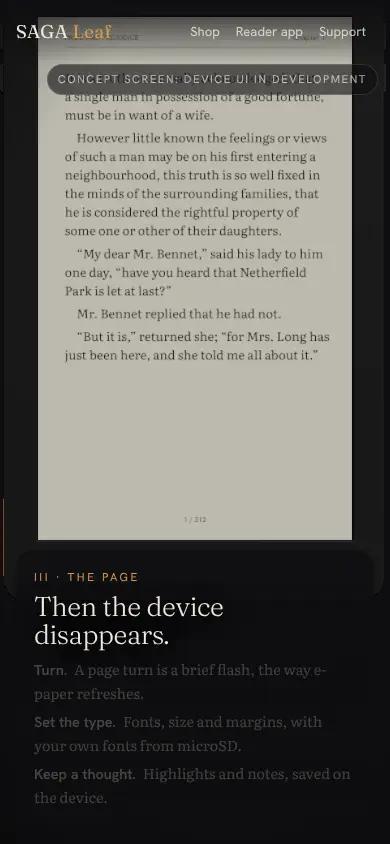 SAGA Leaf
Shop Reader app Support
CONCEPT SCREEN: DEVICE UI IN DEVELOPMENT
a single man in possession of a good fortune,
must be in want of a wife.
However little known the feelings or views
of such a man may be on his first entering a
neighbourhood, this truth is so well fixed in
the minds of the surrounding families, that
he is considered the rightful property of
some one or other of their daughters.
“My dear Mr. Bennet,” said his lady to him
one day, “have you heard that Netherfield
Park is let at last?”
Mr. Bennet replied that he had not.
“But it is,” returned she; “for Mrs. Long has
just been here, and she told me all about it.”
1 / 312
III · THE PAGE
Then the device
disappears.
Turn. A page turn is a brief flash, the way e-
paper refreshes.
Set the type. Fonts, size and margins, with
your own fonts from microSD.
Keep a thought. Highlights and notes, saved on
the device.